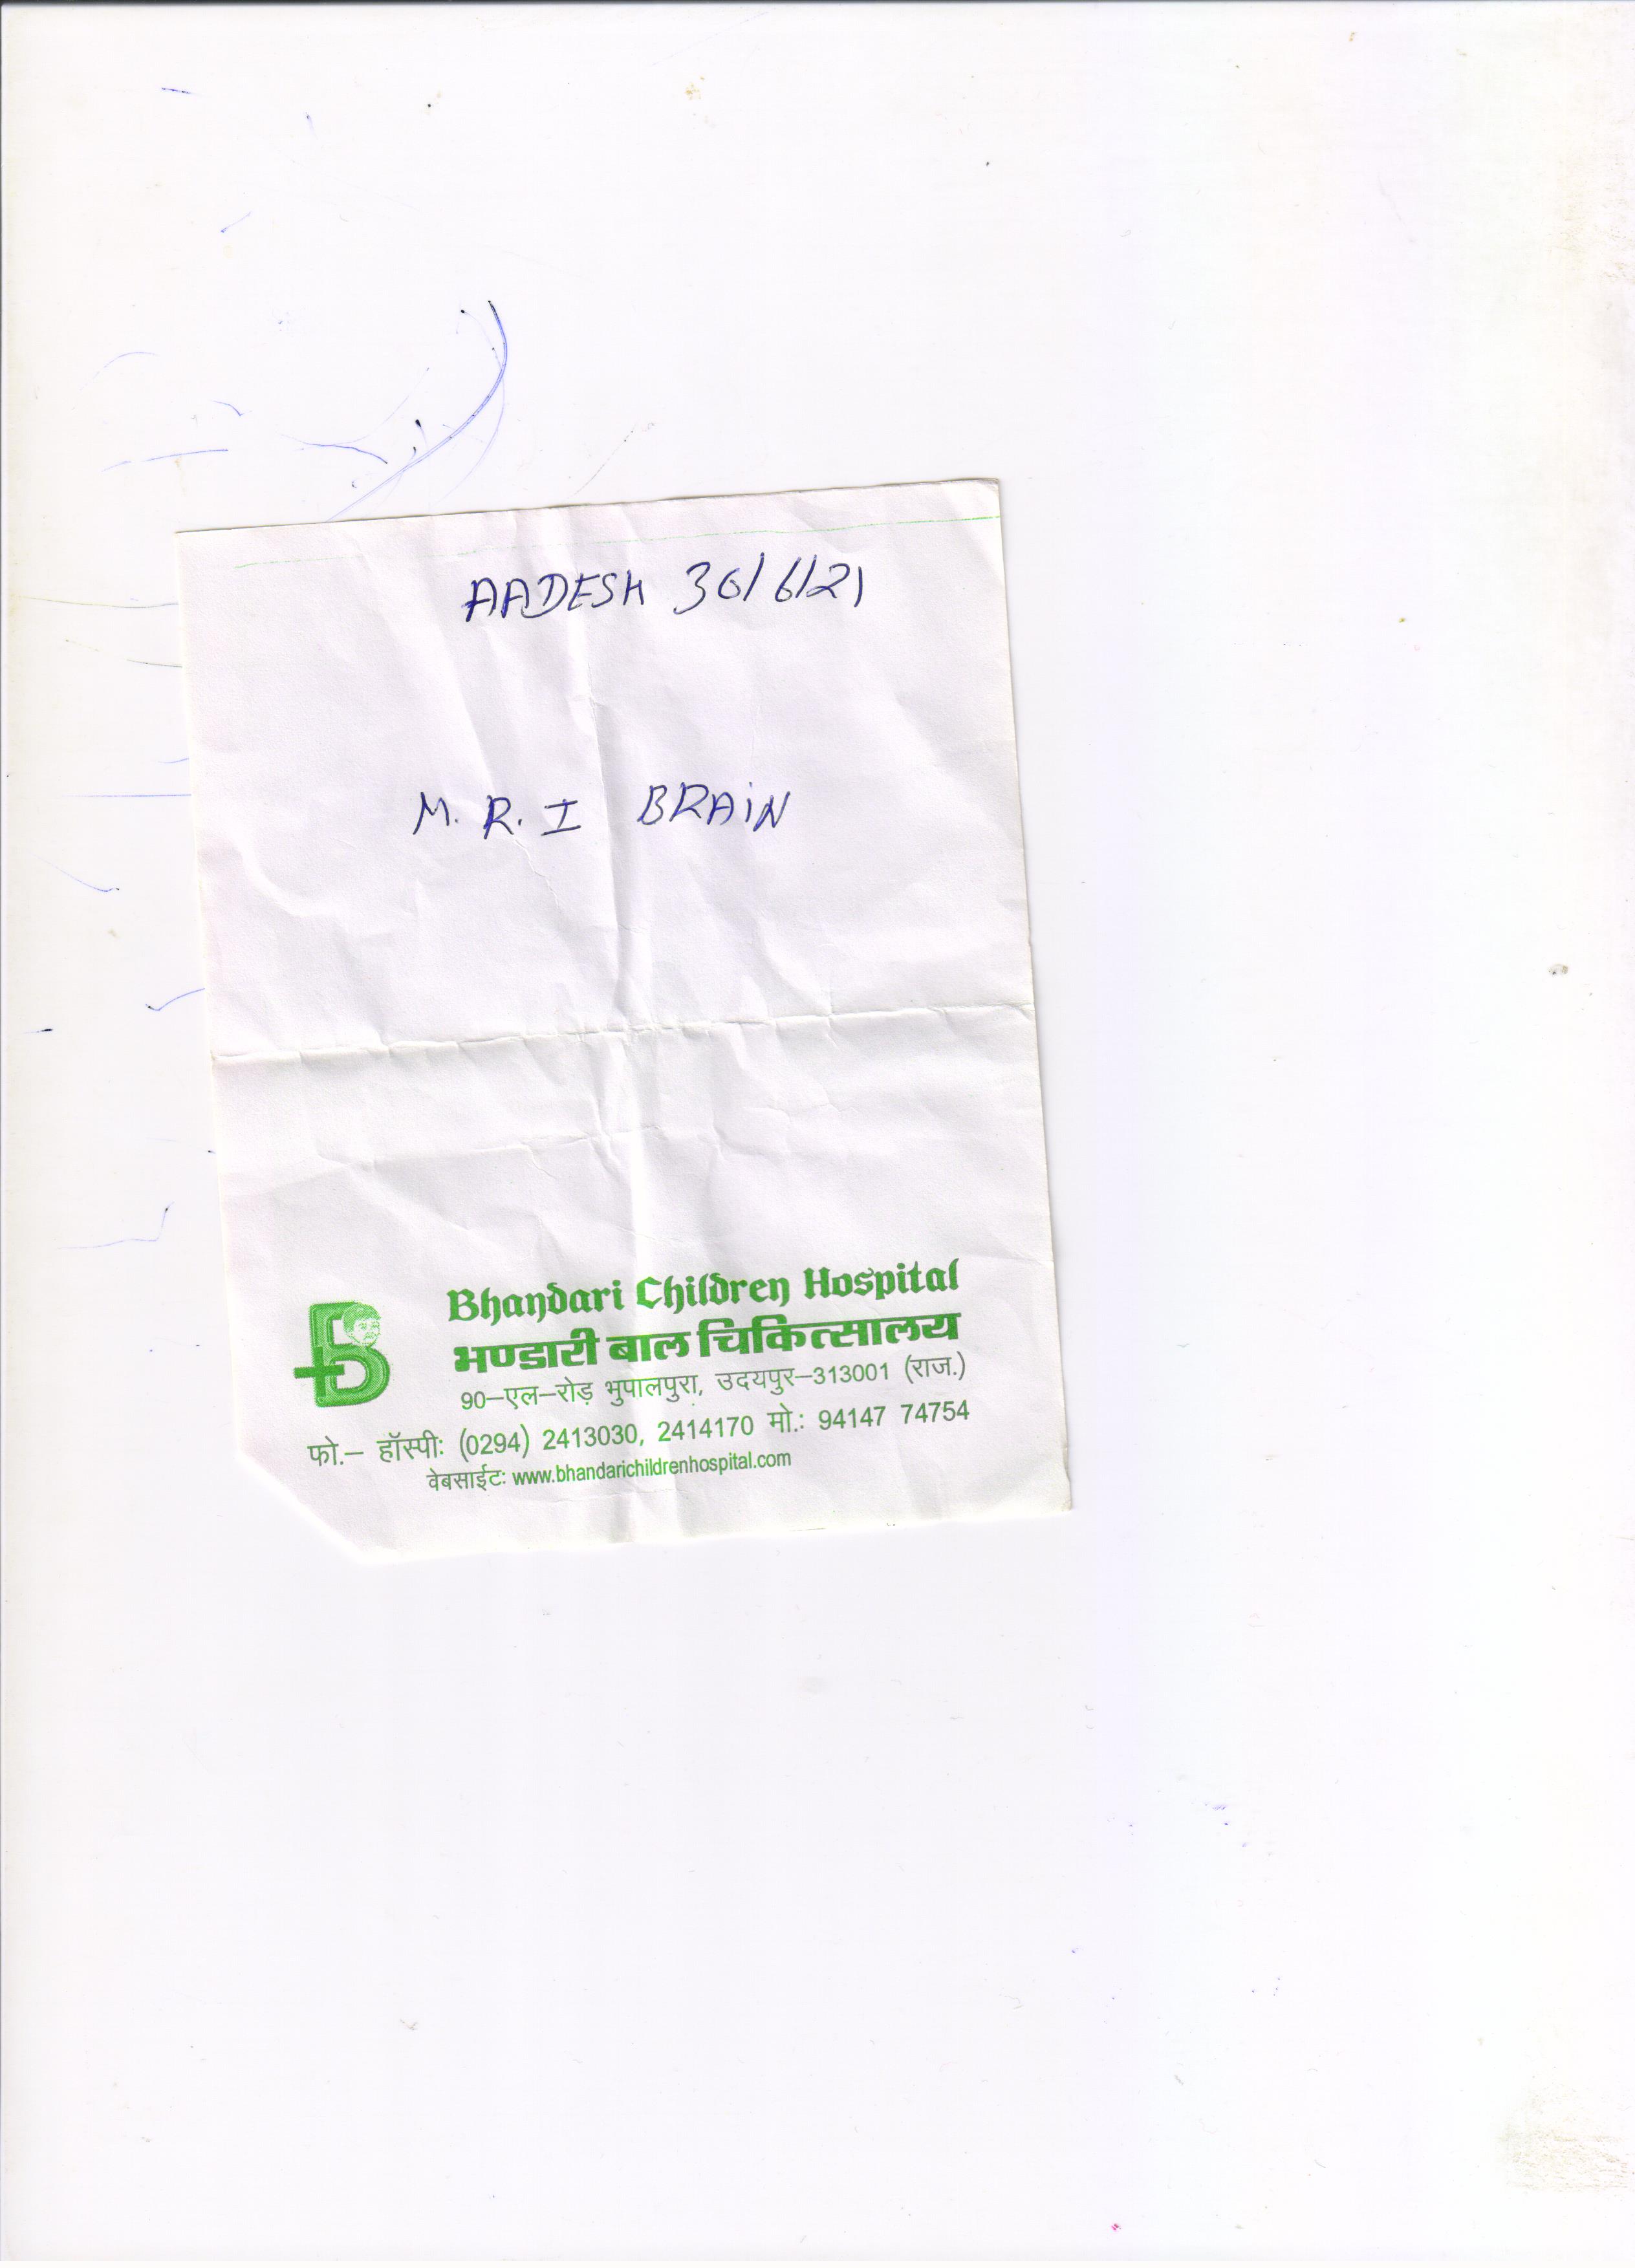 AADESH 30/6/21
M. R. I BRAIN
Bhandari Children Hospital
भण्डारी बाल चिकित्सालय
90–एल–रोड़ भुपालपुरा, उदयपुर–313001 (राज.)
फो.– हॉस्पी: (0294) 2413030, 2414170 मो.: 94147 74754
वेबसाईट: www.bhandarichildrenhospital.com